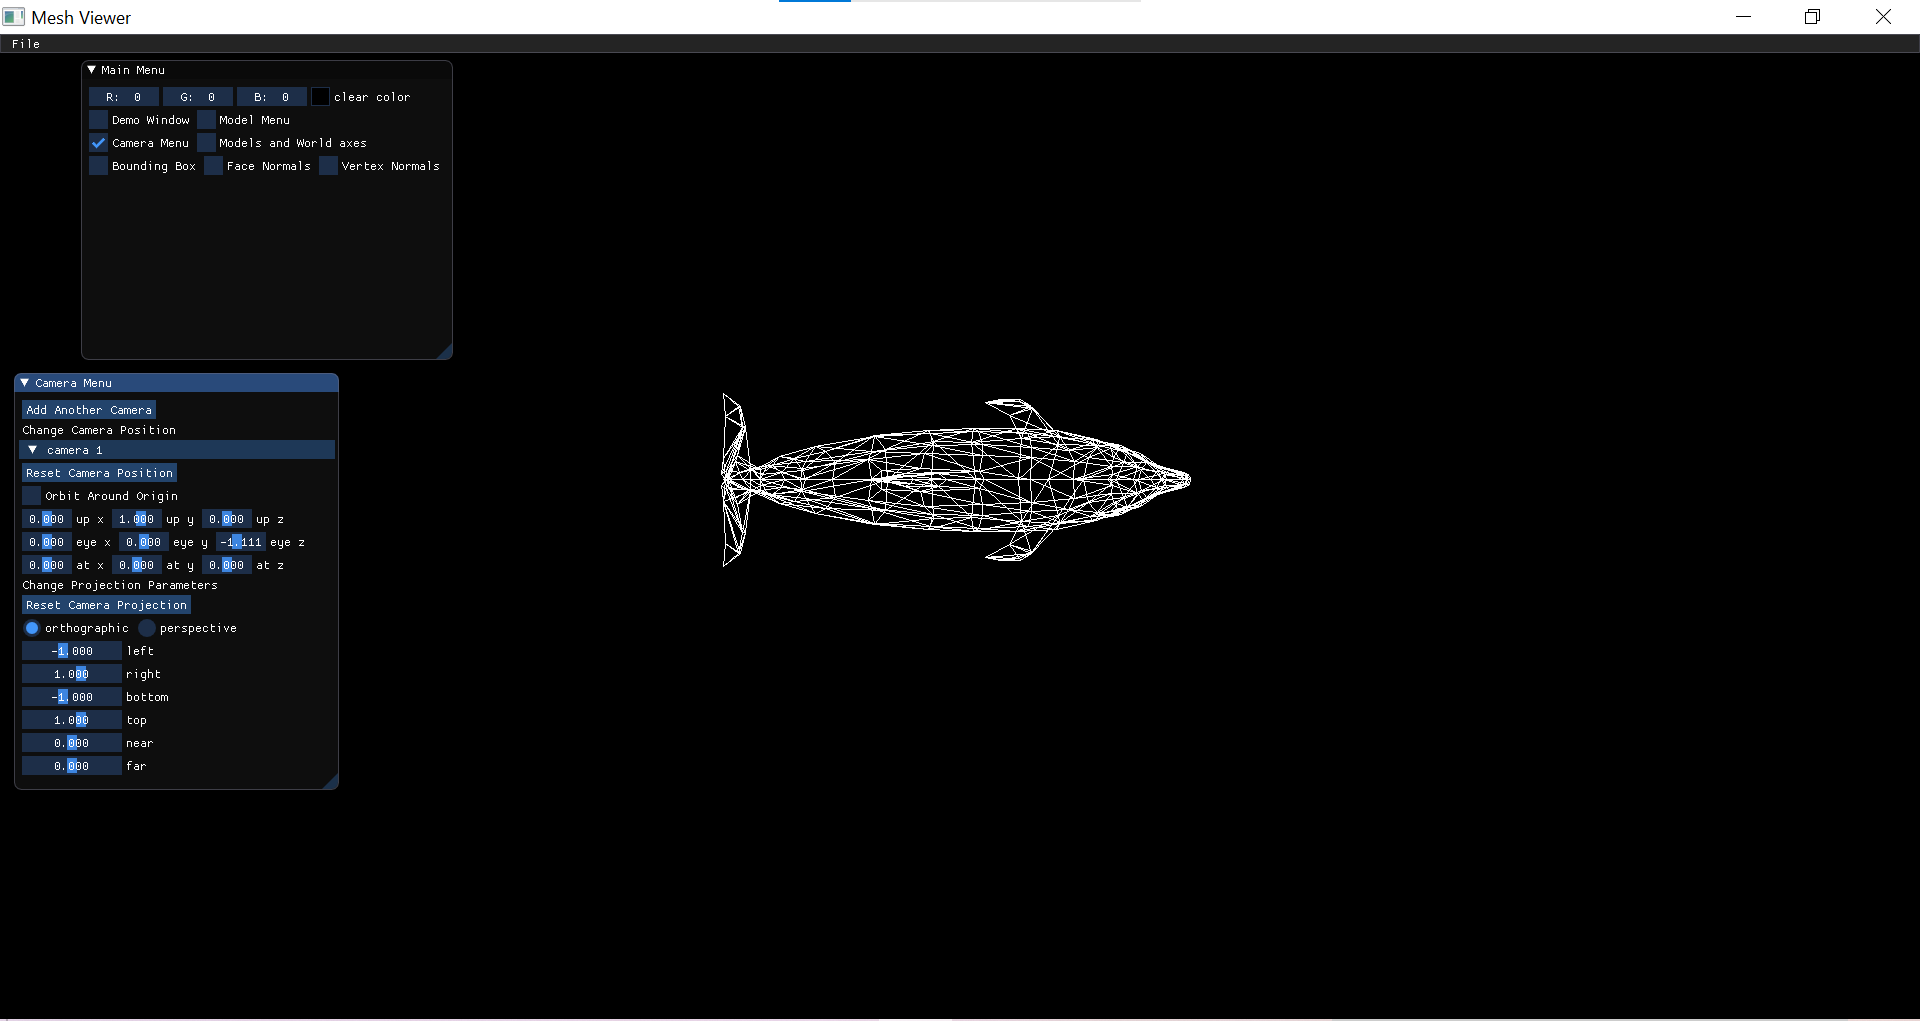 Mesh Viewer
File
Main Menu
R: 0 G: 0 B: 0 clear color
Demo Window Model Menu
Camera Menu Models and World axes
Bounding Box Face Normals Vertex Normals
Camera Menu
Add Another Camera
Change Camera Position
camera 1
Reset Camera Position
Orbit Around Origin
0.000 up x 1.000 up y 0.000 up z
0.000 eye x 0.000 eye y -1.111 eye z
0.000 at x 0.000 at y 0.000 at z
Change Projection Parameters
Reset Camera Projection
orthographic perspective
-1.000 left
1.000 right
-1.000 bottom
1.000 top
0.000 near
0.000 far